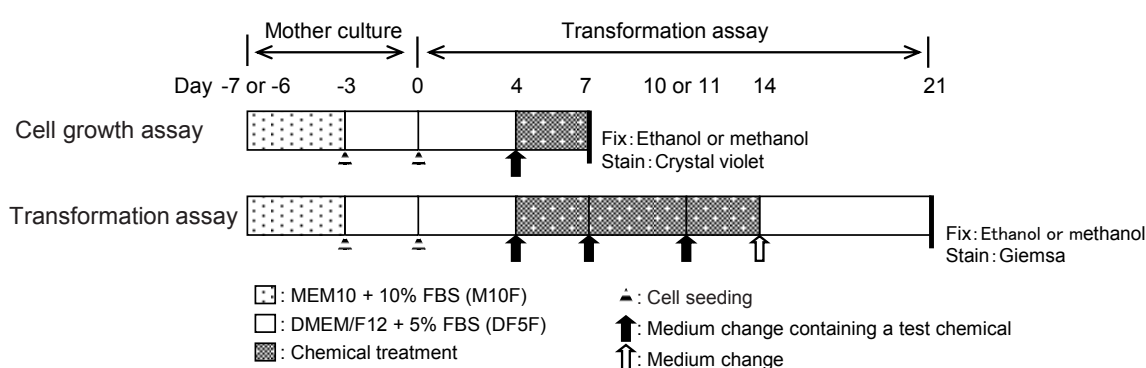 Mother culture Transformation assay
Day -7 or -6 -3 0 4 7 10 or 11 14 21
Cell growth assay
Fix:Ethanol or methanol
Stain:Crystal violet
Transformation assay
Fix:Ethanol or methanol
Stain:Giemsa
: MEM10 + 10% FBS (M10F)
: DMEM/F12 + 5% FBS (DF5F)
: Chemical treatment
: Cell seeding
: Medium change containing a test chemical
: Medium change